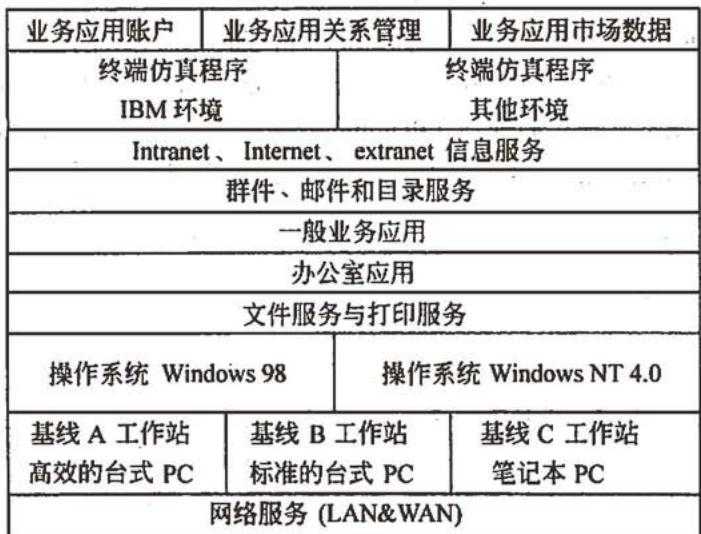 业务应用账户 业务应用关系管理 业务应用市场数据
终端仿真程序 终端仿真程序
IBM 环境 其他环境
Intranet、Internet、extranet 信息服务
群件、邮件和目录服务
一般业务应用
办公室应用
文件服务与打印服务
操作系统 Windows 98 操作系统 Windows NT 4.0
基线 A 工作站 基线 B 工作站 基线 C 工作站
高效的台式 PC 标准的台式 PC 笔记本 PC
网络服务 (LAN&WAN)